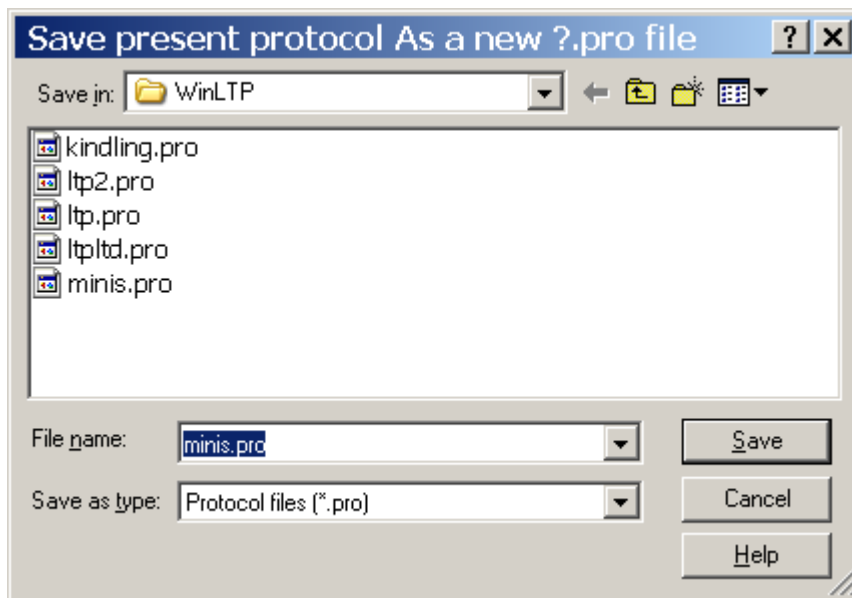 Save present protocol As a new ?.pro file
Save in: WinLTP
kindling.pro
ltp2.pro
ltp.pro
ltpltd.pro
minis.pro
File name: minis.pro Save
Save as type: Protocol files (*.pro) Cancel
Help